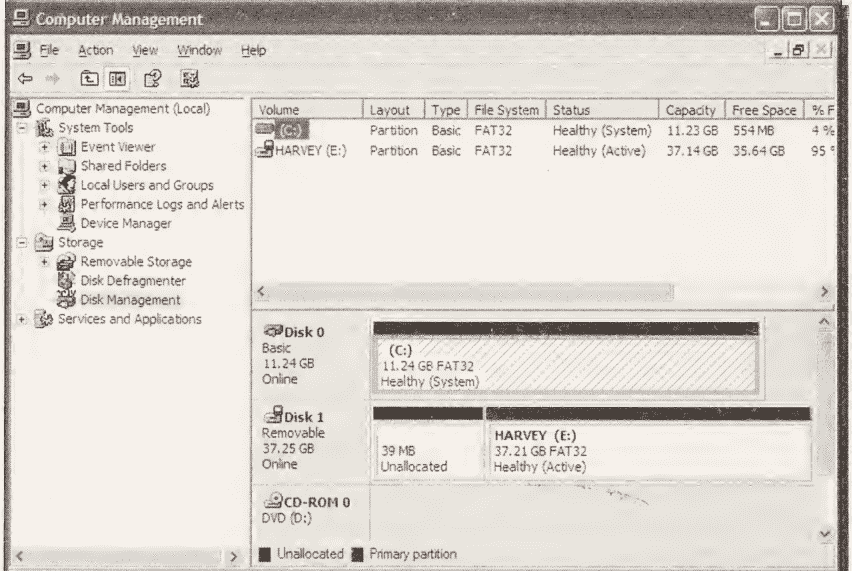 Computer Management
File Action View Window Help
Computer Management (Local)
System Tools
Event Viewer
Shared Folders
Local Users and Groups
Performance Logs and Alerts
Device Manager
Storage
Removable Storage
Disk Defragmenter
Disk Management
Services and Applications
Volume Layout Type File System Status Capacity Free Space % F
(C:) Partition Basic FAT32 Healthy (System) 11.23 GB 554 MB 4 %
HARVEY (E:) Partition Basic FAT32 Healthy (Active) 37.14 GB 35.64 GB 95 %
Disk 0
Basic
11.24 GB
Online
(C:)
11.24 GB FAT32
Healthy (System)
Disk 1
Removable
37.25 GB
Online
39 MB
Unallocated
HARVEY (E:)
37.21 GB FAT32
Healthy (Active)
CD-ROM 0
DVD (D:)
Unallocated Primary partition